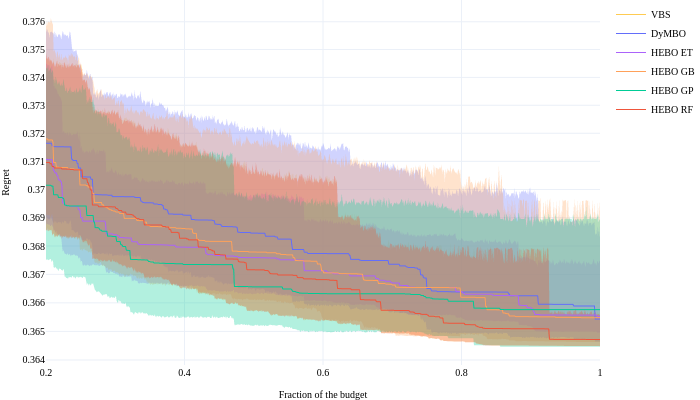 0.376
0.375
0.374
0.373
0.372
0.371
0.37
0.369
0.368
0.367
0.366
0.365
0.364
0.2
0.4
0.6
0.8
1
Fraction of the budget
Regret
VBS
DyMBO
HEBO ET
HEBO GB
HEBO GP
HEBO RF